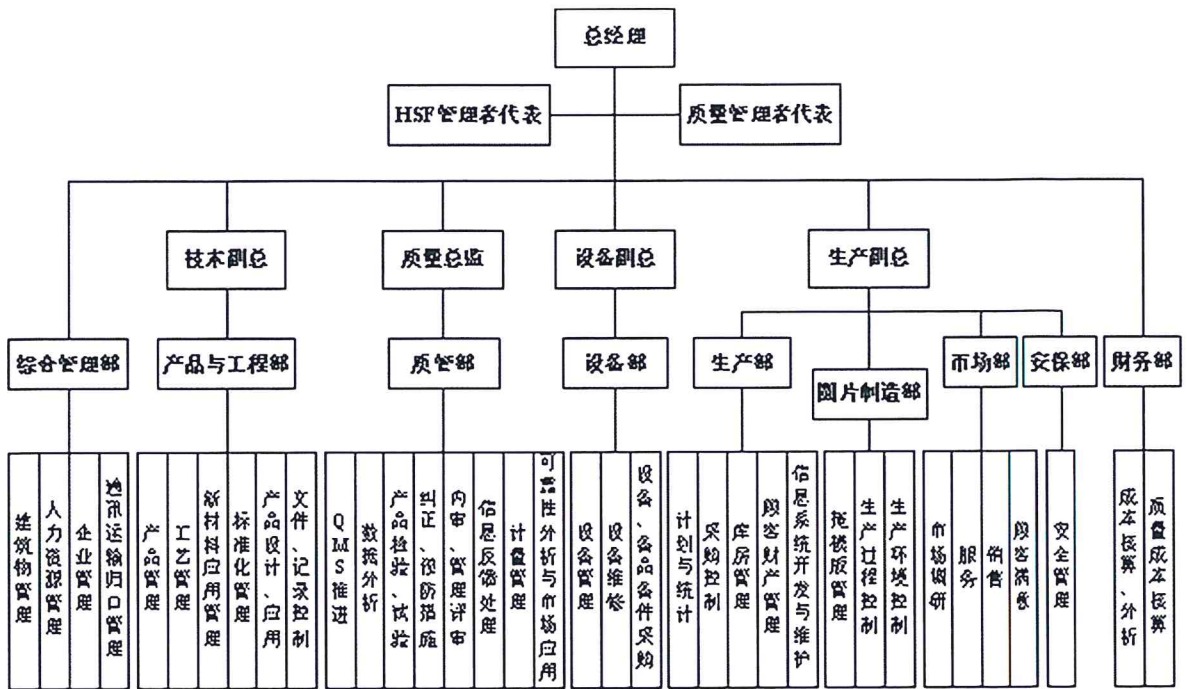 总经理
HSF管理者代表
质量管理者代表
技术副总
质量总监
设备副总
生产副总
综合管理部
产品与工程部
质管部
设备部
生产部
圆片制造部
市场部
安保部
财务部
建筑物管理
人力资源管理
企业管理
通讯运输归口管理
产品管理
工艺管理
新材料应用管理
标准化管理
产品设计、应用
文件、记录控制
QMS推进
数据分析
产品检验、试验
纠正、预防措施
内审、管理评审
信息反馈处理
计量管理
可靠性分析与市场应用
设备管理
设备维修
设备、备品备件采购
计划与统计
采购控制
库房管理
顾客财产管理
信息系统开发与维护
掩模版管理
生产过程控制
生产环境控制
市场调研
服务
销售
顾客满意
安全管理
成本核算、分析
质量成本核算